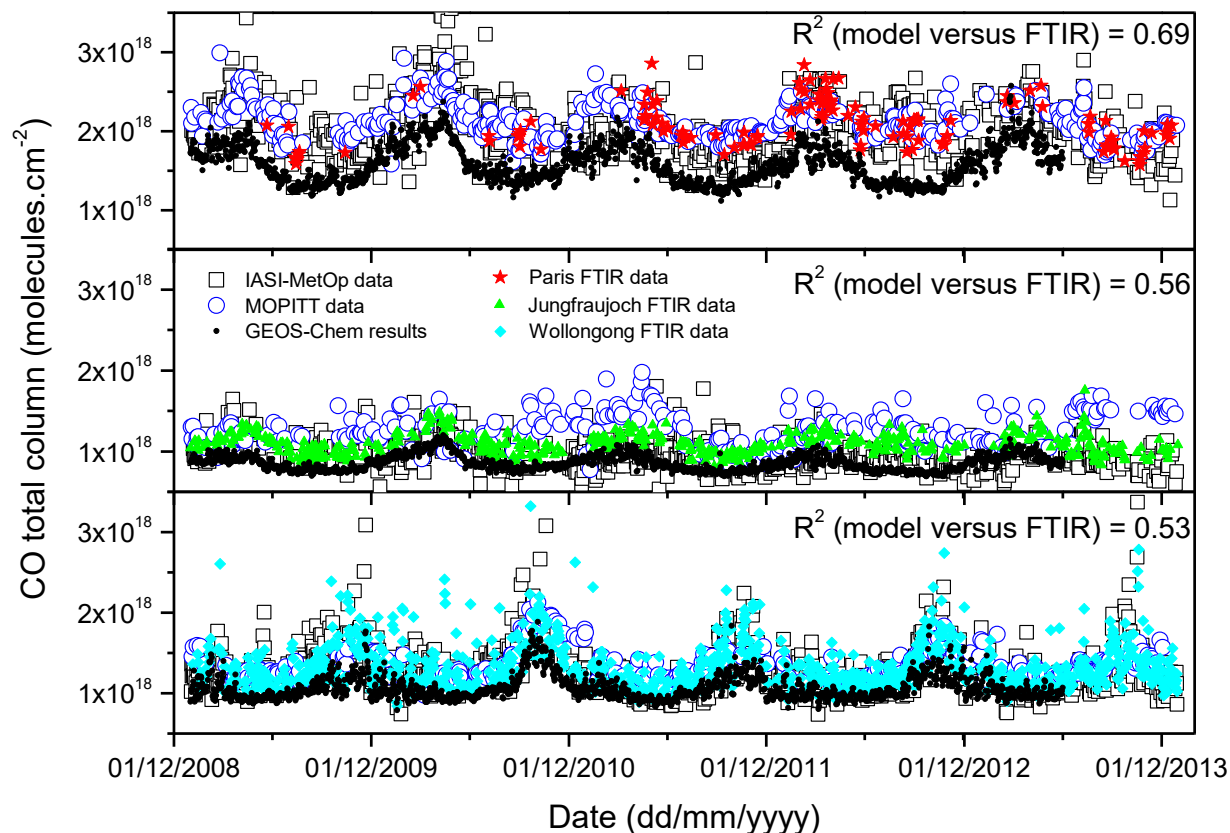 R² (model versus FTIR) = 0.69
3x10¹⁸
2x10¹⁸
1x10¹⁸
IASI-MetOp data
MOPITT data
GEOS-Chem results
Paris FTIR data
Jungfraujoch FTIR data
Wollongong FTIR data
R² (model versus FTIR) = 0.56
3x10¹⁸
2x10¹⁸
1x10¹⁸
R² (model versus FTIR) = 0.53
3x10¹⁸
2x10¹⁸
1x10¹⁸
CO total column (molecules.cm⁻²)
01/12/2008 01/12/2009 01/12/2010 01/12/2011 01/12/2012 01/12/2013
Date (dd/mm/yyyy)